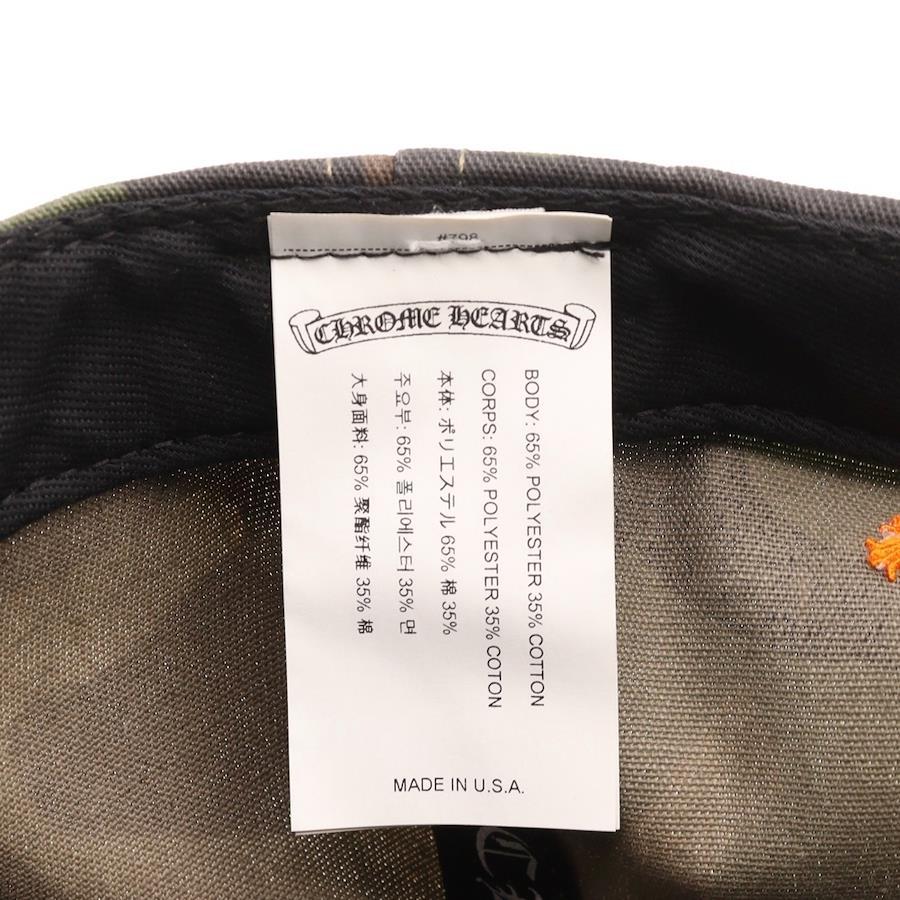 #798
CHROME HEARTS
BODY: 65% POLYESTER 35% COTTON
CORPS: 65% POLYESTER 35% COTON
本体: ポリエステル 65% 棉 35%
주요부: 65% 폴리에스터 35% 면
大身面料: 65% 聚酯纤维 35% 棉
MADE IN U.S.A.